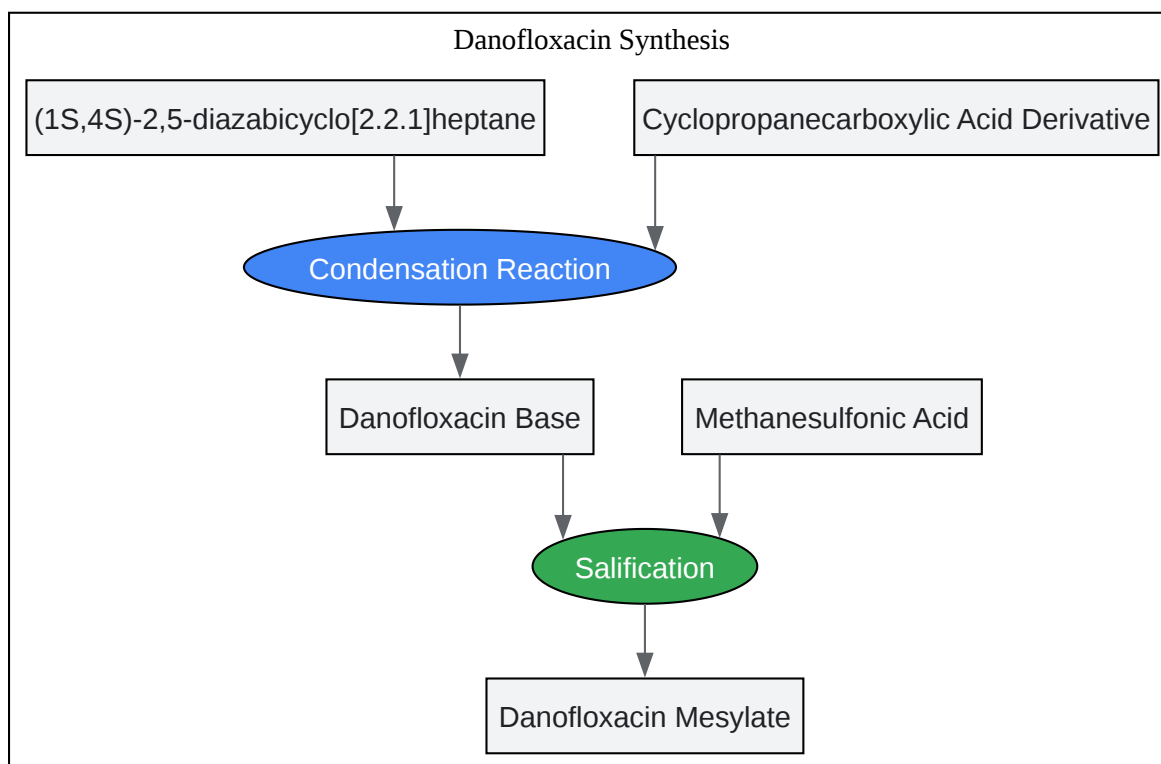 Danofloxacin Synthesis
(1S,4S)-2,5-diazabicyclo[2.2.1]heptane
Cyclopropanecarboxylic Acid Derivative
Condensation Reaction
Danofloxacin Base
Methanesulfonic Acid
Salification
Danofloxacin Mesylate